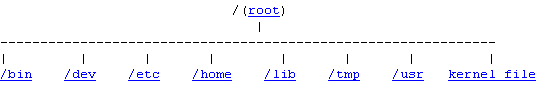 /(root)
|
--------------------------------------------------------------
| | | | | | | |
/bin /dev /etc /home /lib /tmp /usr kernel file